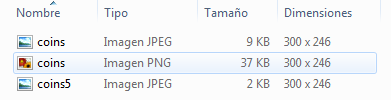 Nombre Tipo Tamaño Dimensiones
coins Imagen JPEG 9 KB 300 x 246
coins Imagen PNG 37 KB 300 x 246
coins5 Imagen JPEG 2 KB 300 x 246